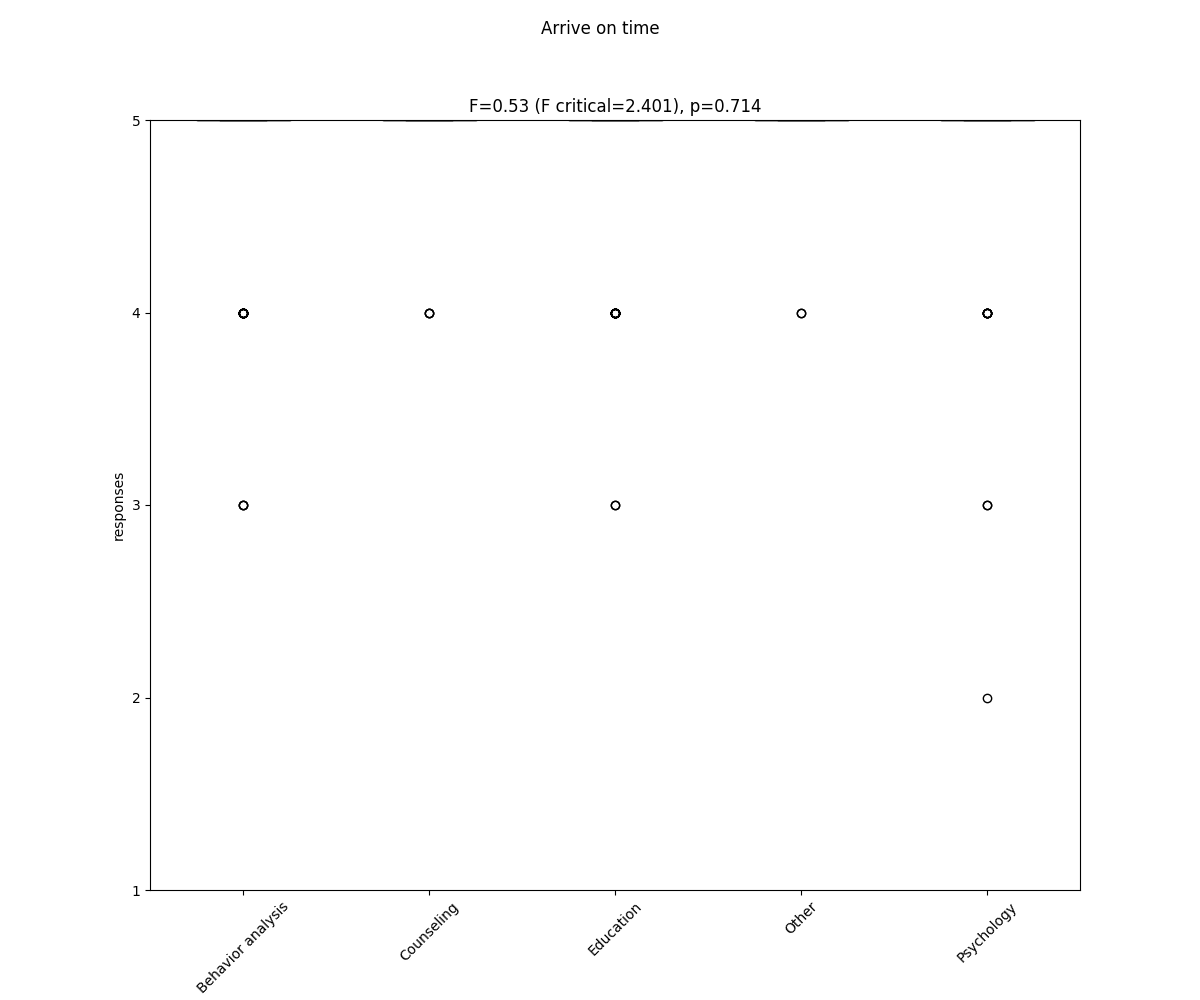 Arrive on time
F=0.53 (F critical=2.401), p=0.714
5
4
3
2
1
responses
Behavior analysis
Counseling
Education
Other
Psychology